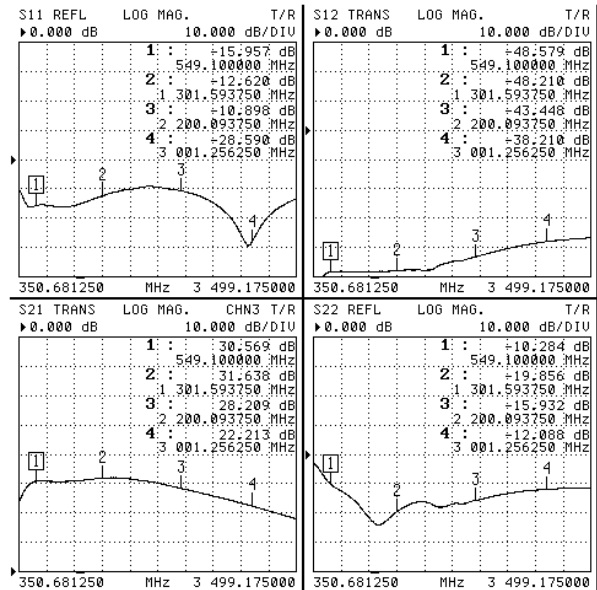 S11 REFL LOG MAG. T/R
▶0.000 dB 10.000 dB/DIV
1 : -15.957 dB
549.100000 MHz
2 : -12.620 dB
1 301.593750 MHz
3 : -10.898 dB
2 200.093750 MHz
4 : -28.590 dB
3 001.256250 MHz
1 2 3 4
350.681250 MHz 3 499.175000
S12 TRANS LOG MAG. T/R
▶0.000 dB 10.000 dB/DIV
1 : -48.579 dB
549.100000 MHz
2 : -48.210 dB
1 301.593750 MHz
3 : -43.448 dB
2 200.093750 MHz
4 : -38.210 dB
3 001.256250 MHz
1 2 3 4
350.681250 MHz 3 499.175000
S21 TRANS LOG MAG. CHN3 T/R
▶0.000 dB 10.000 dB/DIV
1 : 30.569 dB
549.100000 MHz
2 : 31.638 dB
1 301.593750 MHz
3 : 28.209 dB
2 200.093750 MHz
4 : 22.213 dB
3 001.256250 MHz
1 2 3 4
350.681250 MHz 3 499.175000
S22 REFL LOG MAG. T/R
▶0.000 dB 10.000 dB/DIV
1 : -10.284 dB
549.100000 MHz
2 : -19.856 dB
1 301.593750 MHz
3 : -15.932 dB
2 200.093750 MHz
4 : -12.088 dB
3 001.256250 MHz
1 2 3 4
350.681250 MHz 3 499.175000